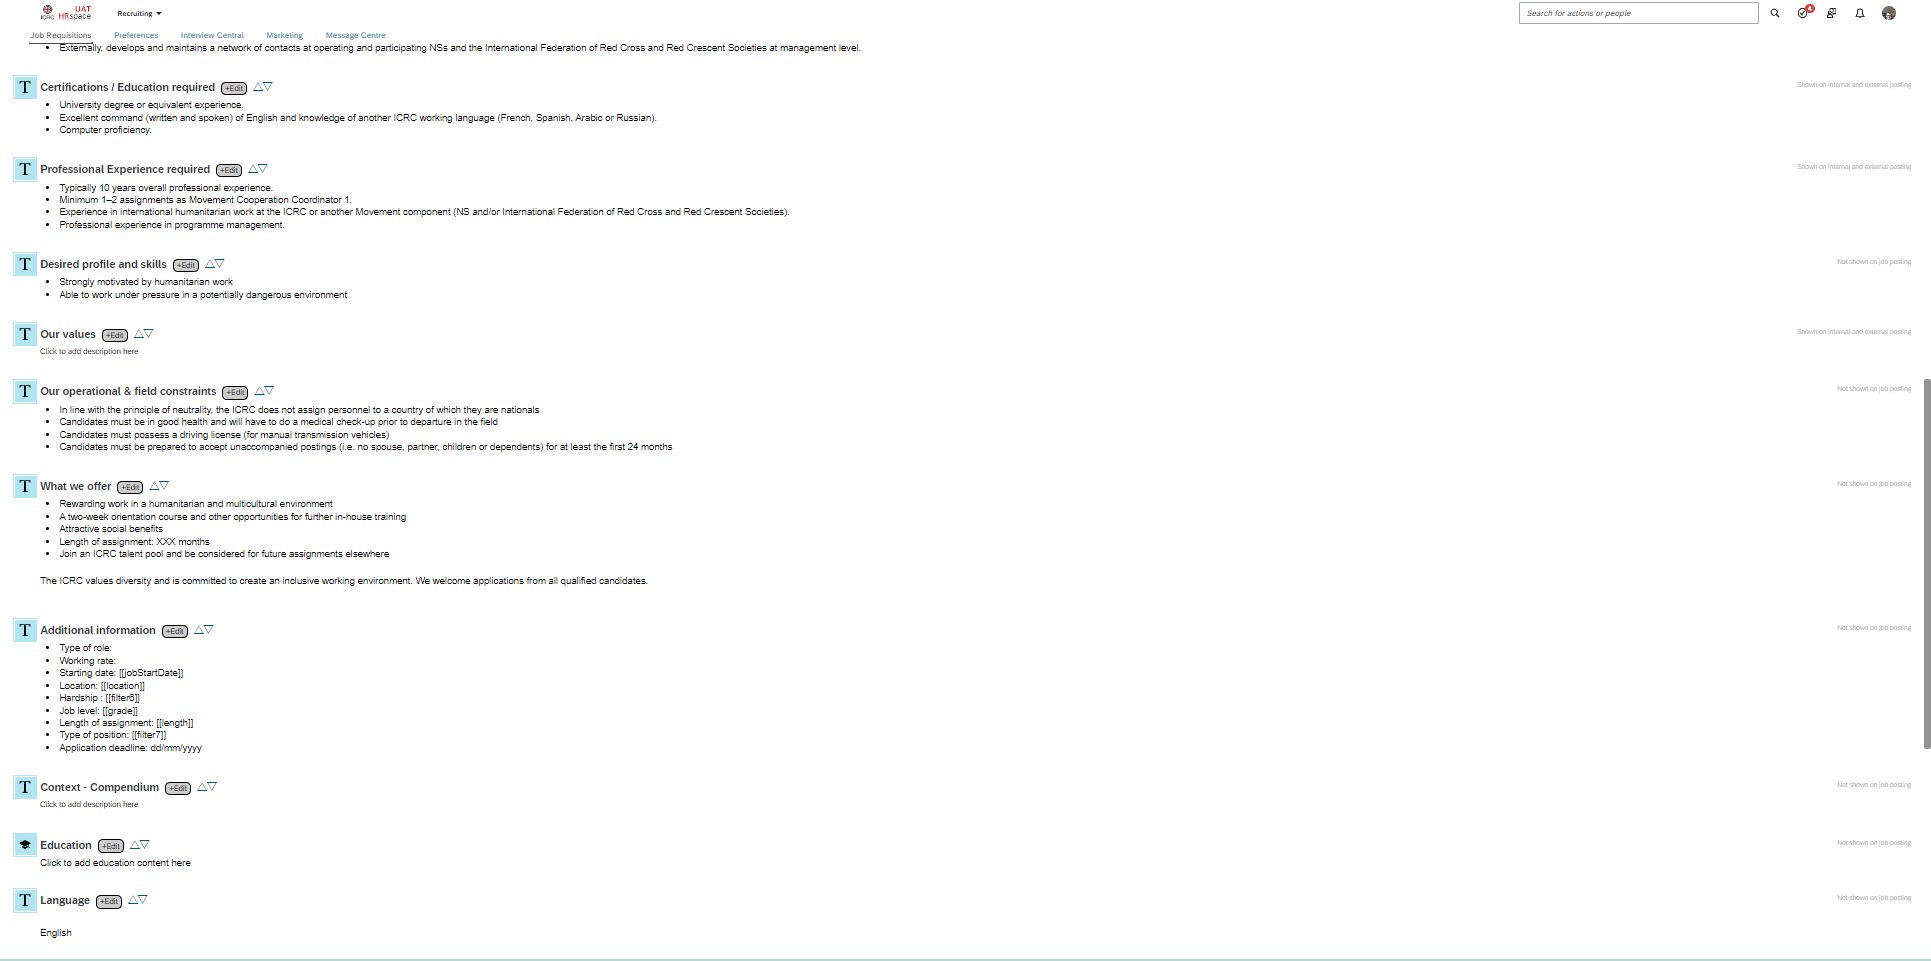 ICRC
UAT
HRspace
Recruiting
Search for actions or people
4
Job Requisitions
Preferences
Interview Central
Marketing
Message Centre
• Externally, develops and maintains a network of contacts at operating and participating NSs and the International Federation of Red Cross and Red Crescent Societies at management level.
T Certifications / Education required +Edit
Shown on internal and external posting
• University degree or equivalent experience.
• Excellent command (written and spoken) of English and knowledge of another ICRC working language (French, Spanish, Arabic or Russian).
• Computer proficiency.
T Professional Experience required +Edit
Shown on internal and external posting
• Typically 10 years overall professional experience.
• Minimum 1–2 assignments as Movement Cooperation Coordinator 1.
• Experience in international humanitarian work at the ICRC or another Movement component (NS and/or International Federation of Red Cross and Red Crescent Societies).
• Professional experience in programme management.
T Desired profile and skills +Edit
Not shown on job posting
• Strongly motivated by humanitarian work
• Able to work under pressure in a potentially dangerous environment
T Our values +Edit
Shown on internal and external posting
Click to add description here
T Our operational & field constraints +Edit
Not shown on job posting
• In line with the principle of neutrality, the ICRC does not assign personnel to a country of which they are nationals
• Candidates must be in good health and will have to do a medical check-up prior to departure in the field
• Candidates must possess a driving license (for manual transmission vehicles)
• Candidates must be prepared to accept unaccompanied postings (i.e. no spouse, partner, children or dependents) for at least the first 24 months
T What we offer +Edit
Not shown on job posting
• Rewarding work in a humanitarian and multicultural environment
• A two-week orientation course and other opportunities for further in-house training
• Attractive social benefits
• Length of assignment: XXX months
• Join an ICRC talent pool and be considered for future assignments elsewhere
The ICRC values diversity and is committed to create an inclusive working environment. We welcome applications from all qualified candidates.
T Additional information +Edit
Not shown on job posting
• Type of role:
• Working rate:
• Starting date: [[jobStartDate]]
• Location: [[location]]
• Hardship : [[filter6]]
• Job level: [[grade]]
• Length of assignment: [[length]]
• Type of position: [[filter7]]
• Application deadline: dd/mm/yyyy
T Context - Compendium +Edit
Not shown on job posting
Click to add description here
Education +Edit
Not shown on job posting
Click to add education content here
T Language +Edit
Not shown on job posting
English